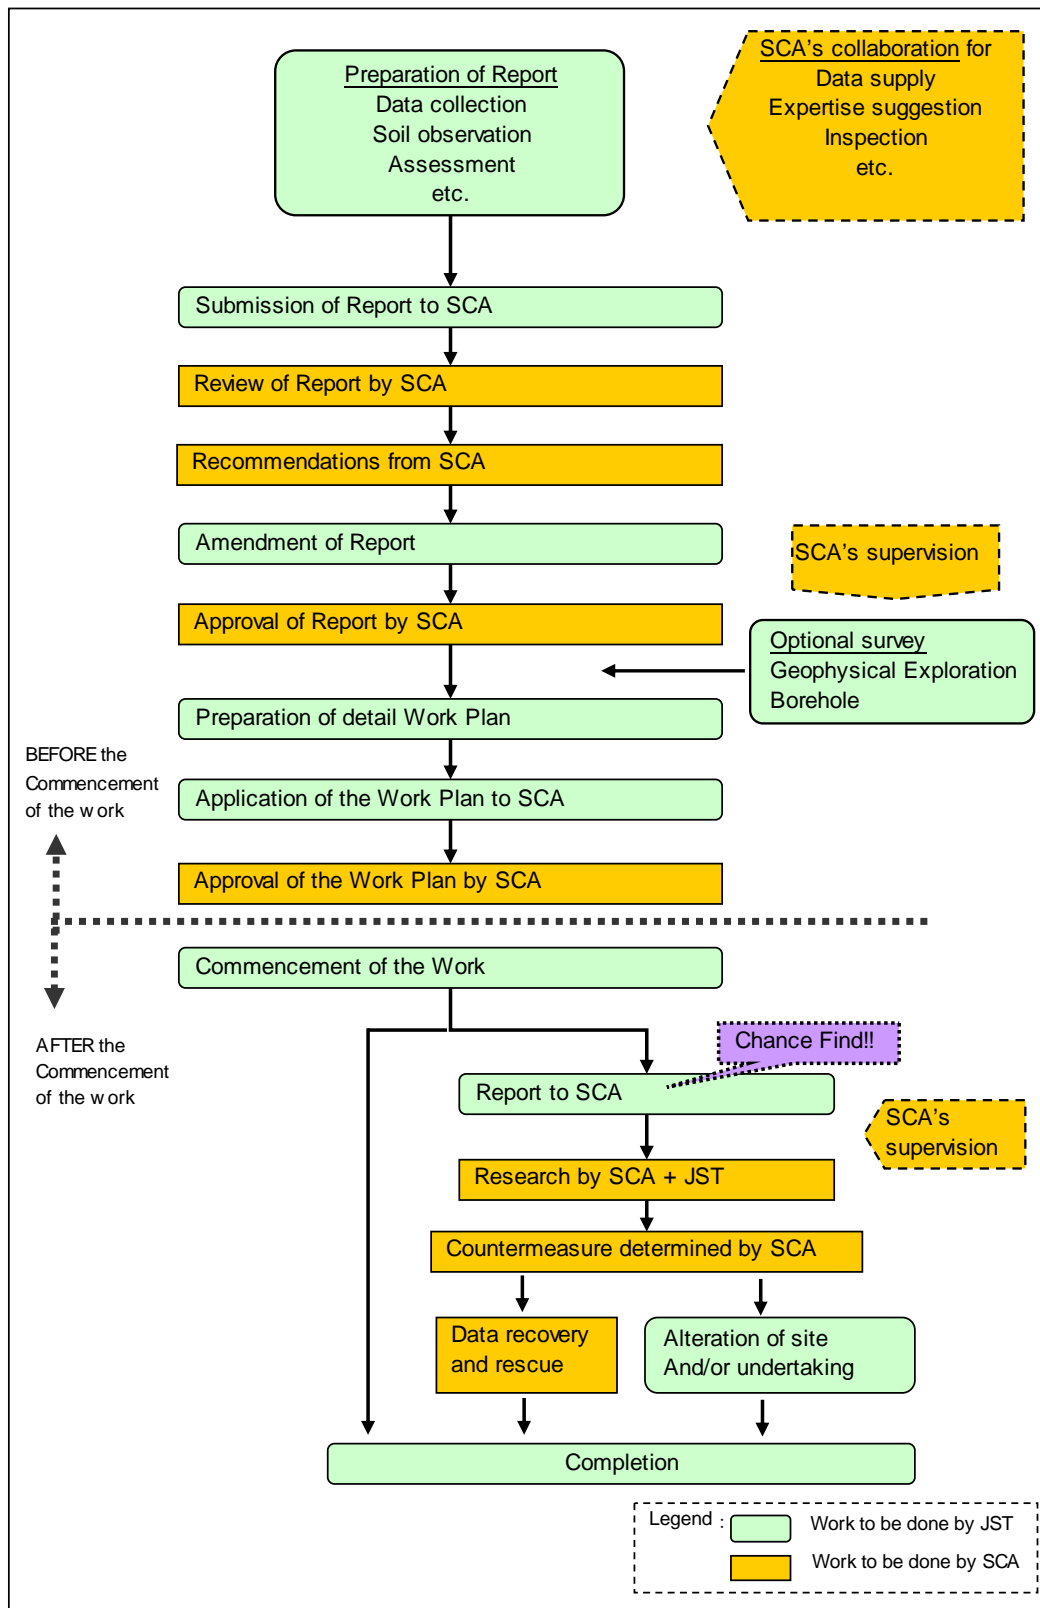 Preparation of Report
Data collection
Soil observation
Assessment
etc.
SCA's collaboration for
Data supply
Expertise suggestion
Inspection
etc.
Submission of Report to SCA
Review of Report by SCA
Recommendations from SCA
Amendment of Report
SCA's supervision
Approval of Report by SCA
Optional survey
Geophysical Exploration
Borehole
Preparation of detail Work Plan
BEFORE the
Commencement
of the work
Application of the Work Plan to SCA
Approval of the Work Plan by SCA
Commencement of the Work
AFTER the
Commencement
of the work
Chance Find!!
Report to SCA
SCA's
supervision
Research by SCA + JST
Countermeasure determined by SCA
Data recovery
and rescue
Alteration of site
And/or undertaking
Completion
Legend :
Work to be done by JST
Work to be done by SCA